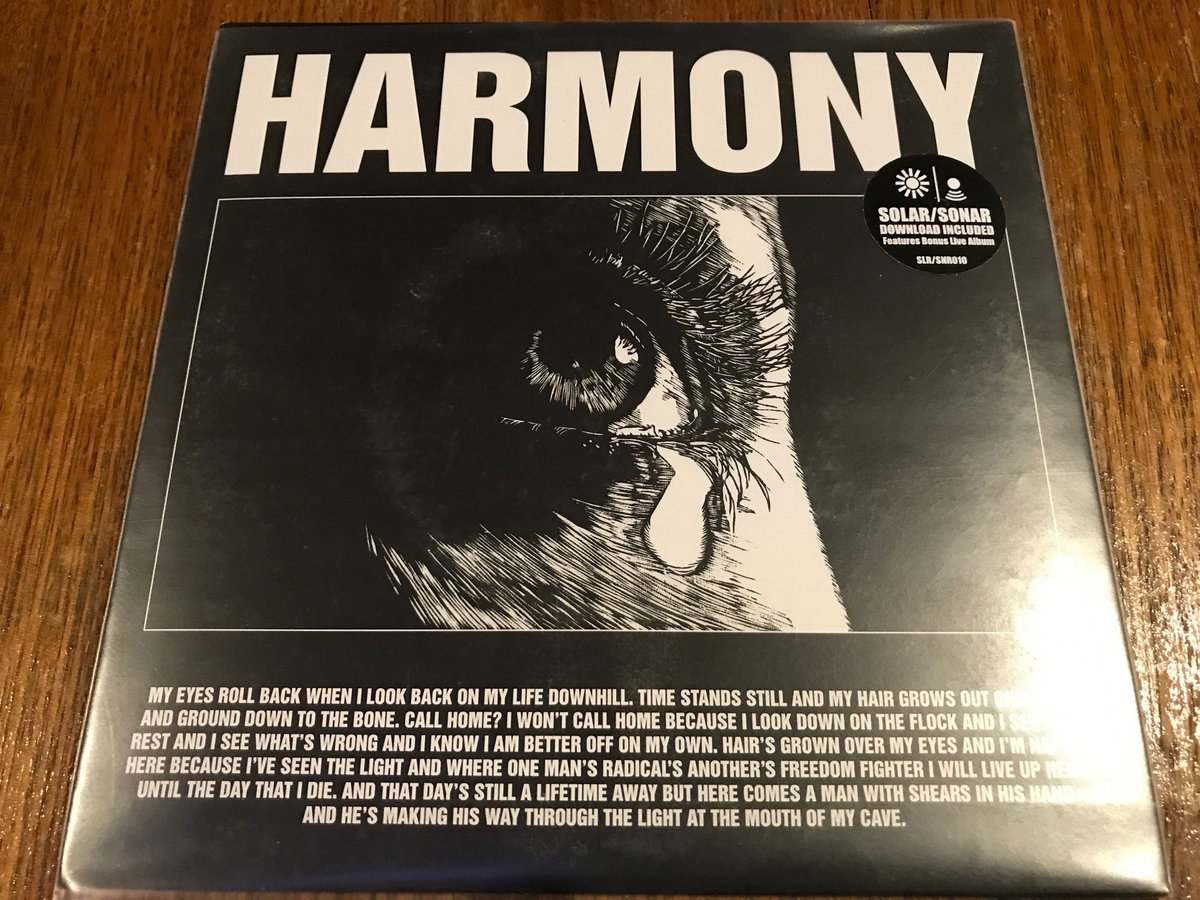 HARMONY
SOLAR/SONAR
DOWNLOAD INCLUDED
Features Bonus Live Album
SLR/SNR010
MY EYES ROLL BACK WHEN I LOOK BACK ON MY LIFE DOWNHILL. TIME STANDS STILL AND MY HAIR GROWS OUT
AND GROUND DOWN TO THE BONE. CALL HOME? I WON'T CALL HOME BECAUSE I LOOK DOWN ON THE FLOCK AND I
REST AND I SEE WHAT'S WRONG AND I KNOW I AM BETTER OFF ON MY OWN. HAIR'S GROWN OVER MY EYES AND I'M
HERE BECAUSE I'VE SEEN THE LIGHT AND WHERE ONE MAN'S RADICAL'S ANOTHER'S FREEDOM FIGHTER I WILL LIVE UP
UNTIL THE DAY THAT I DIE. AND THAT DAY'S STILL A LIFETIME AWAY BUT HERE COMES A MAN WITH SHEARS IN HIS HAND
AND HE'S MAKING HIS WAY THROUGH THE LIGHT AT THE MOUTH OF MY CAVE.